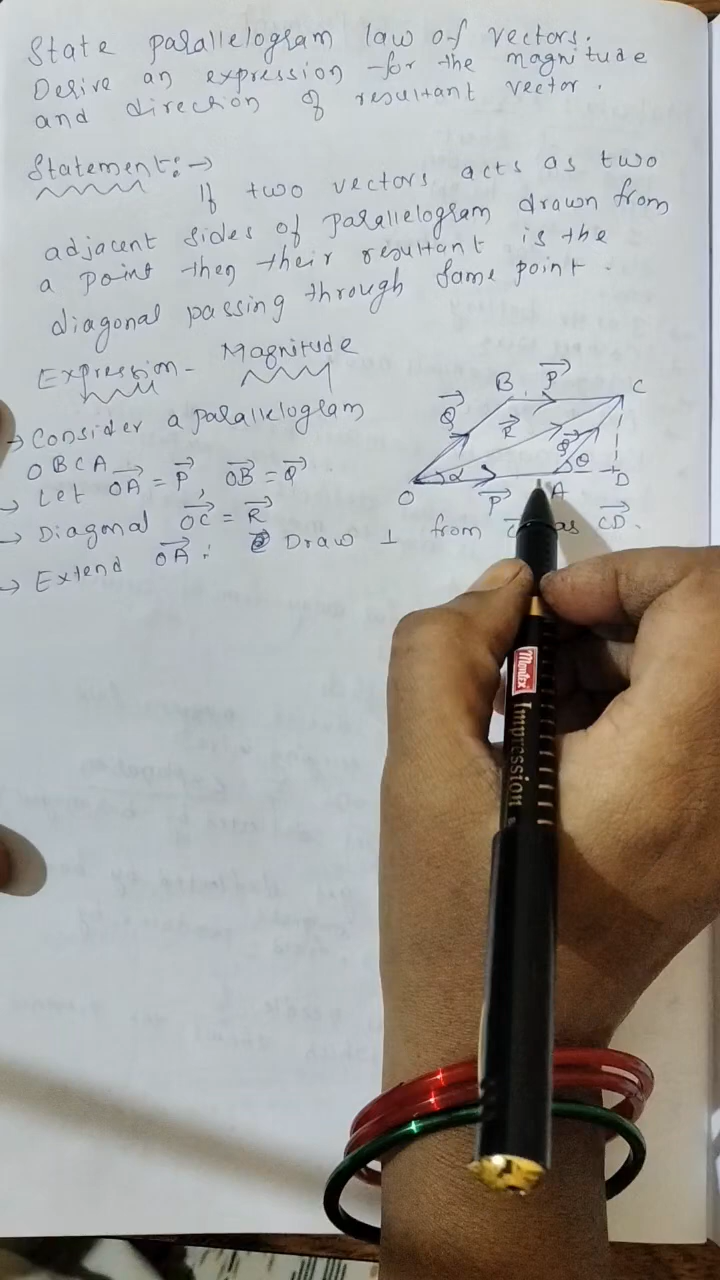 State parallelogram law of vectors.
Derive an expression for the magnitude
and direction of resultant vector.
Statement:→
If two vectors acts as two
adjacent sides of parallelogram drawn from
a point then their resultant is the
diagonal passing through same point.
Expression- Magnitude
→ Consider a parallelogram
OBCA
→ Let OA = P, OB = Q
→ Diagonal OC = R
→ Extend OA: Draw ⊥ from as CD.
B P C
Q R Q θ
O α P A D
Montex Impression